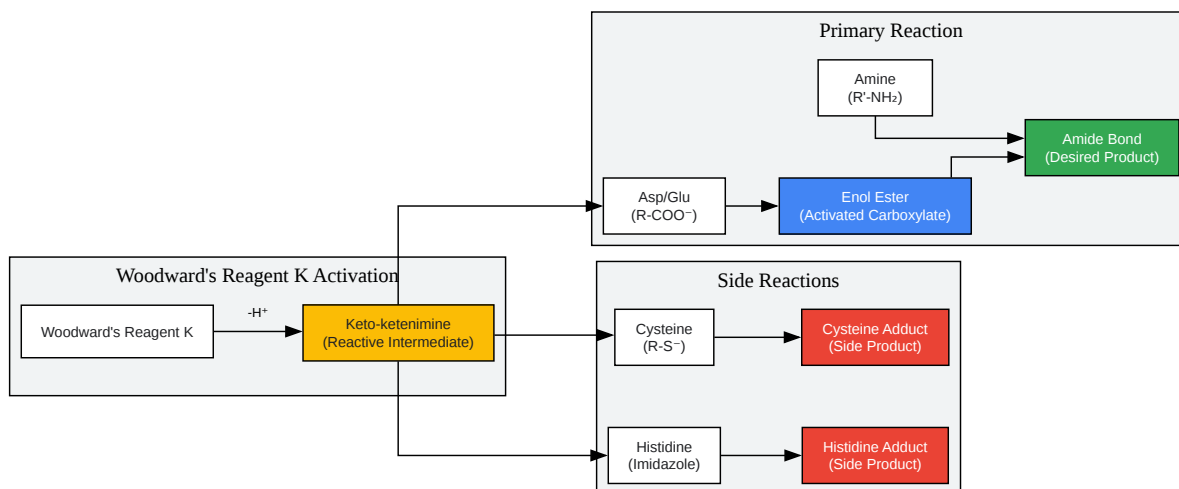 Primary Reaction
Amine
(R'-NH₂)
Amide Bond
(Desired Product)
Asp/Glu
(R-COO⁻)
Enol Ester
(Activated Carboxylate)
Woodward's Reagent K Activation
Woodward's Reagent K
-H⁺
Keto-ketenimine
(Reactive Intermediate)
Side Reactions
Cysteine
(R-S⁻)
Cysteine Adduct
(Side Product)
Histidine
(Imidazole)
Histidine Adduct
(Side Product)